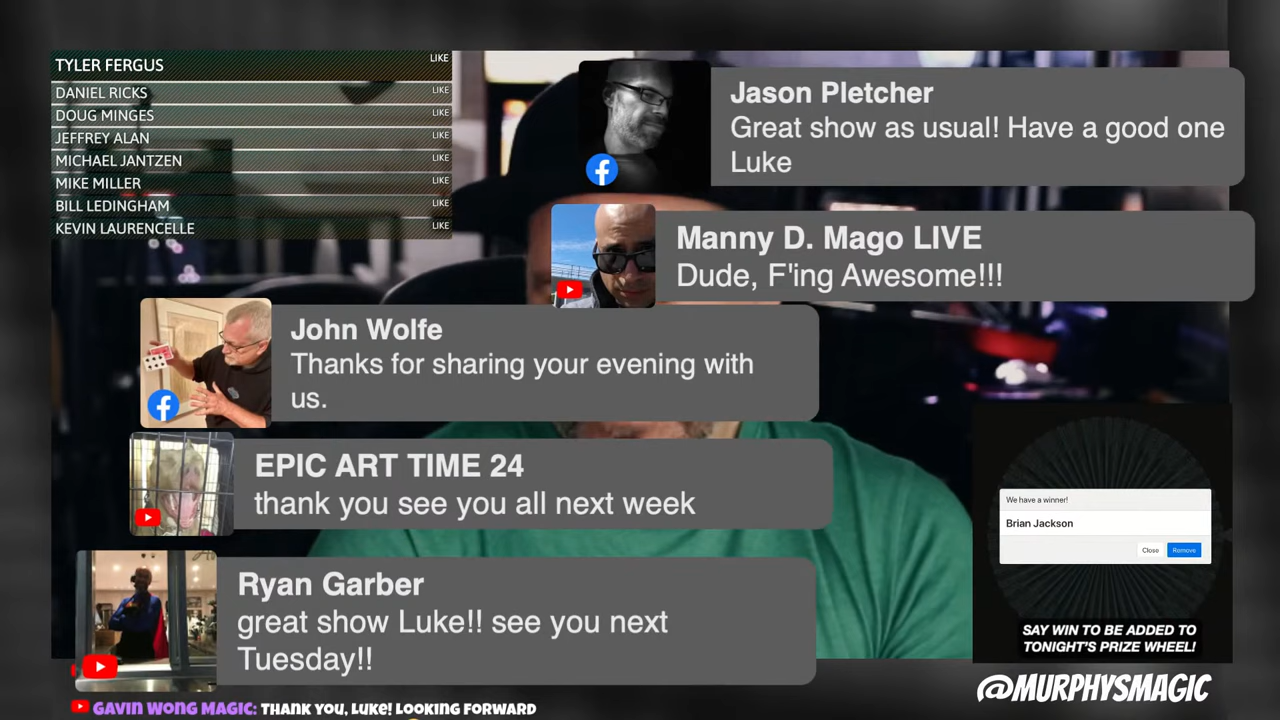 TYLER FERGUS LIKE
DANIEL RICKS LIKE
DOUG MINGES LIKE
JEFFREY ALAN LIKE
MICHAEL JANTZEN LIKE
MIKE MILLER LIKE
BILL LEDINGHAM LIKE
KEVIN LAURENCELLE LIKE
Jason Pletcher
Great show as usual! Have a good one
Luke
Manny D. Mago LIVE
Dude, F'ing Awesome!!!
John Wolfe
Thanks for sharing your evening with
us.
EPIC ART TIME 24
thank you see you all next week
Ryan Garber
great show Luke!! see you next
Tuesday!!
We have a winner!
Brian Jackson
Close Remove
SAY WIN TO BE ADDED TO
TONIGHT'S PRIZE WHEEL!
@MURPHYSMAGIC
GAVIN WONG MAGIC: THANK YOU, LUKE! LOOKING FORWARD